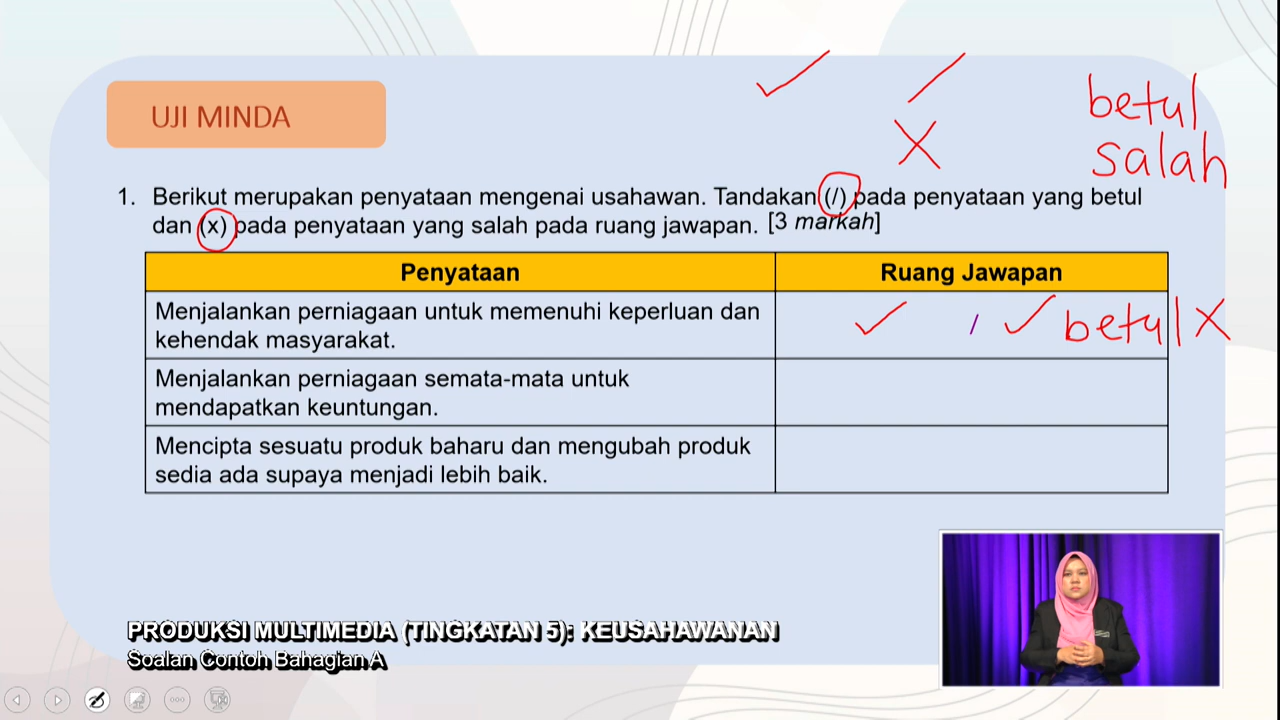 betul
salah
UJI MINDA
1. Berikut merupakan penyataan mengenai usahawan. Tandakan (/) pada penyataan yang betul
dan (x) pada penyataan yang salah pada ruang jawapan. [3 markah]
Penyataan Ruang Jawapan
Menjalankan perniagaan untuk memenuhi keperluan dan
kehendak masyarakat.
✓ / ✓ betul X
Menjalankan perniagaan semata-mata untuk
mendapatkan keuntungan.
Mencipta sesuatu produk baharu dan mengubah produk
sedia ada supaya menjadi lebih baik.
PRODUKSI MULTIMEDIA (TINGKATAN 5): KEUSAHAWANAN
Soalan Contoh Bahagian A